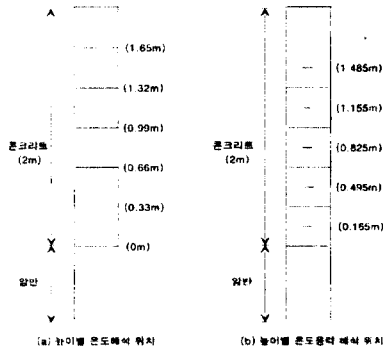 (1.65m)
(1.32m)
(0.99m)
(0.66m)
(0.33m)
(0m)
콘크리트
(2m)
암반
(a) 높이별 온도해석 위치
(1.485m)
(1.155m)
(0.825m)
(0.495m)
(0.165m)
콘크리트
(2m)
암반
(b) 높이별 온도응력 해석 위치